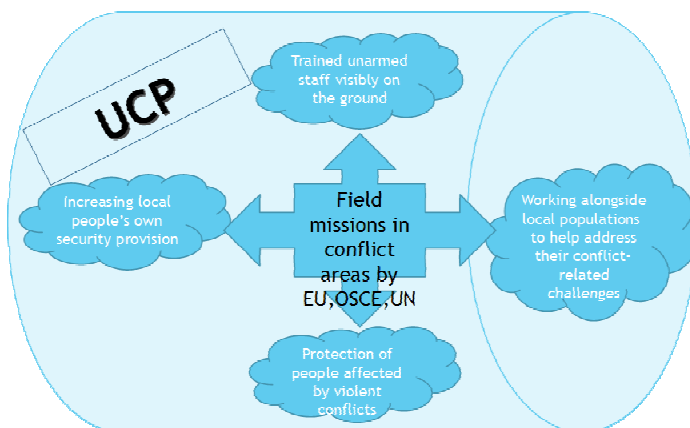 UCP
Trained unarmed
staff visibly on
the ground
Increasing local
people's own
security provision
Field
missions in
conflict
areas by
EU,OSCE,UN
Working alongside
local populations
to help address
their conflict-
related
challenges
Protection of
people affected
by violent
conflicts